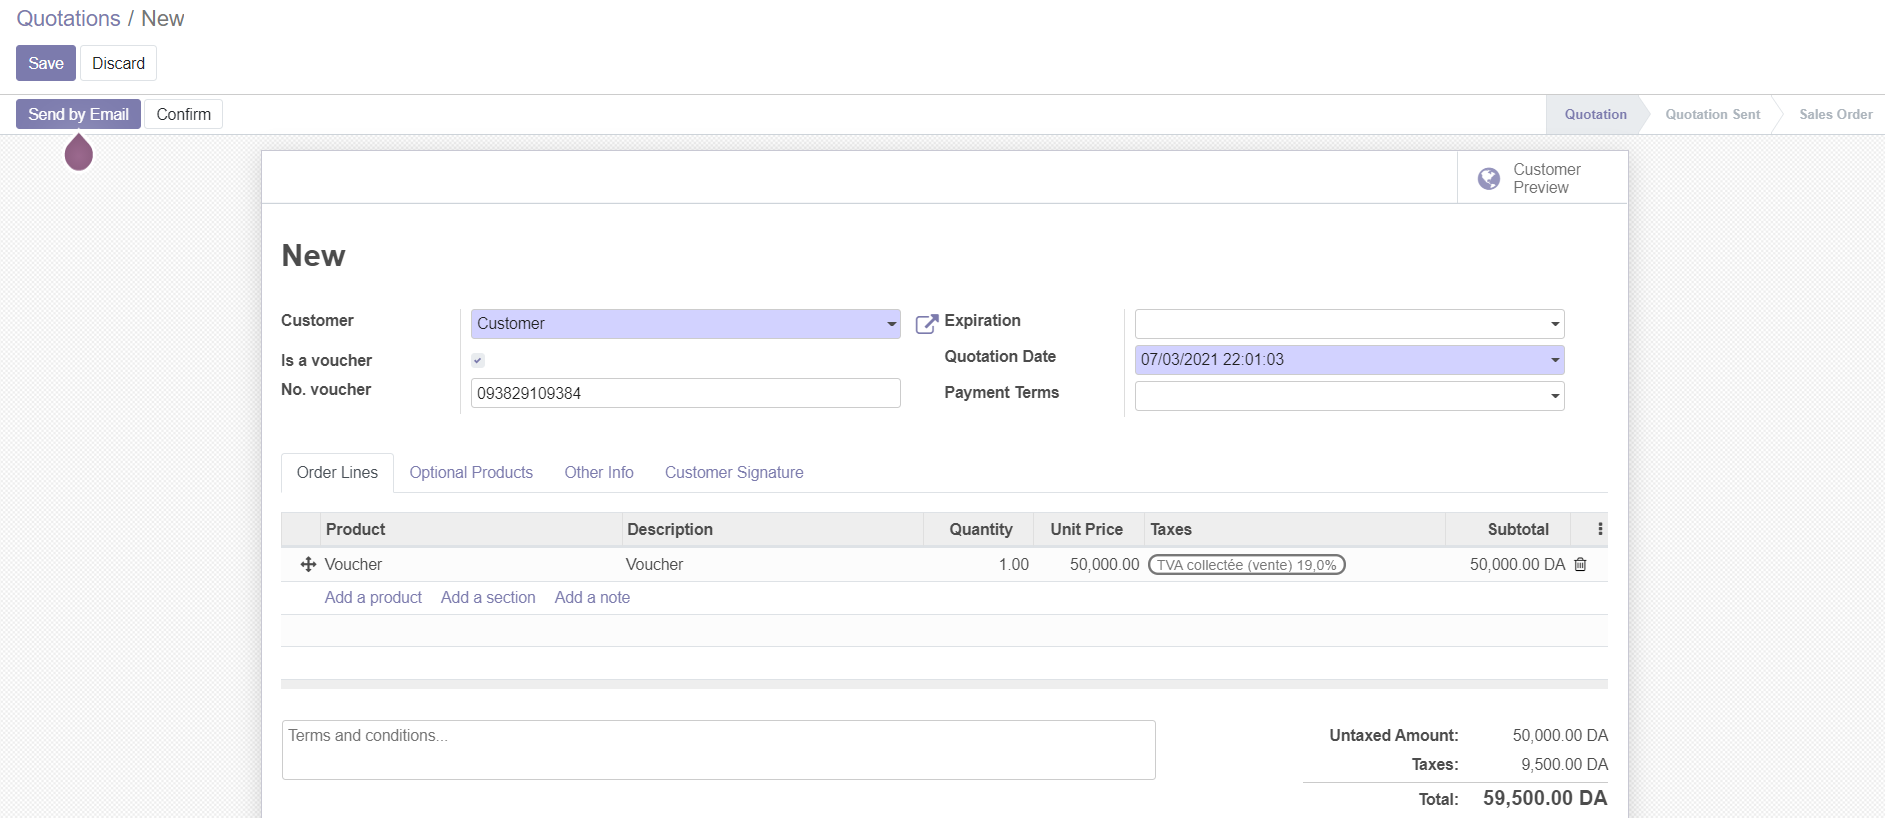 Quotations / New
Save Discard
Send by Email Confirm
Quotation Quotation Sent Sales Order
Customer
Preview
New
Customer Customer Expiration
Is a voucher Quotation Date 07/03/2021 22:01:03
No. voucher 093829109384 Payment Terms
Order Lines Optional Products Other Info Customer Signature
Product Description Quantity Unit Price Taxes Subtotal
Voucher Voucher 1.00 50,000.00 TVA collectée (vente) 19,0% 50,000.00 DA
Add a product Add a section Add a note
Terms and conditions...
Untaxed Amount: 50,000.00 DA
Taxes: 9,500.00 DA
Total: 59,500.00 DA